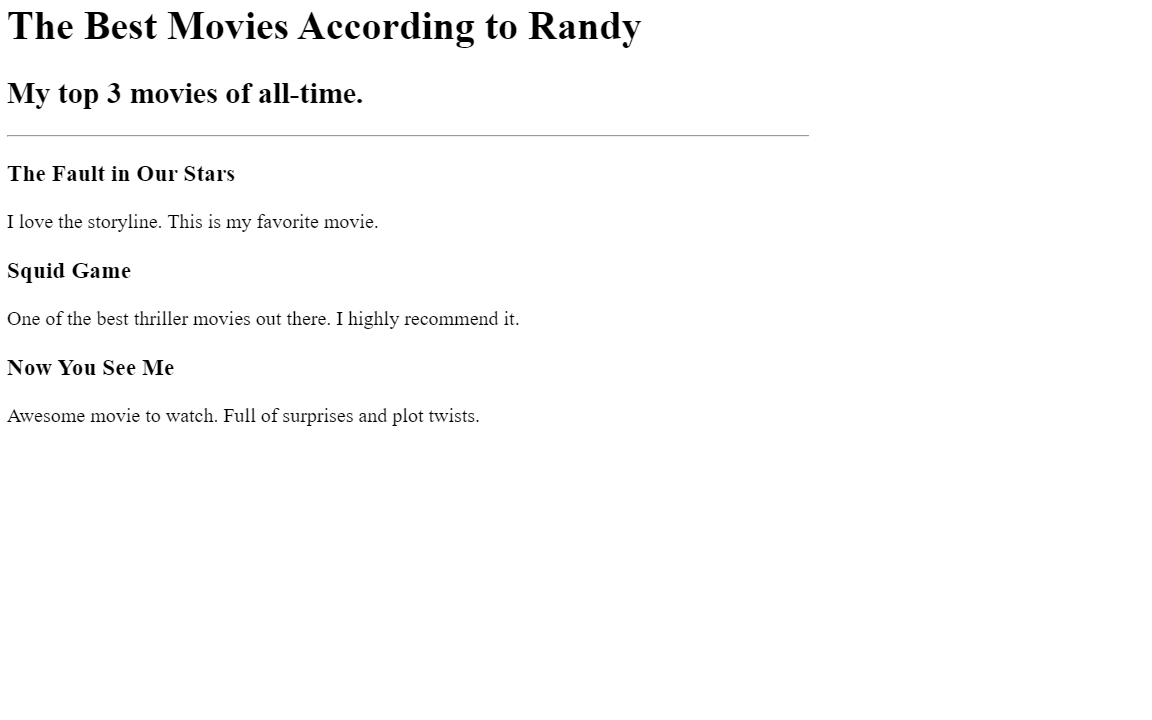 The Best Movies According to Randy
My top 3 movies of all-time.
The Fault in Our Stars
I love the storyline. This is my favorite movie.
Squid Game
One of the best thriller movies out there. I highly recommend it.
Now You See Me
Awesome movie to watch. Full of surprises and plot twists.